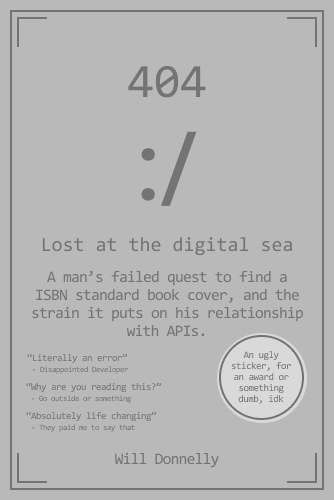 404
:/
Lost at the digital sea
A man’s failed quest to find a
ISBN standard book cover, and the
strain it puts on his relationship
with APIs.
“Literally an error”
- Disappointed Developer
“Why are you reading this?”
- Go outside or something
“Absolutely life changing”
- They paid me to say that
An ugly
sticker, for
an award or
something
dumb, idk
Will Donnelly